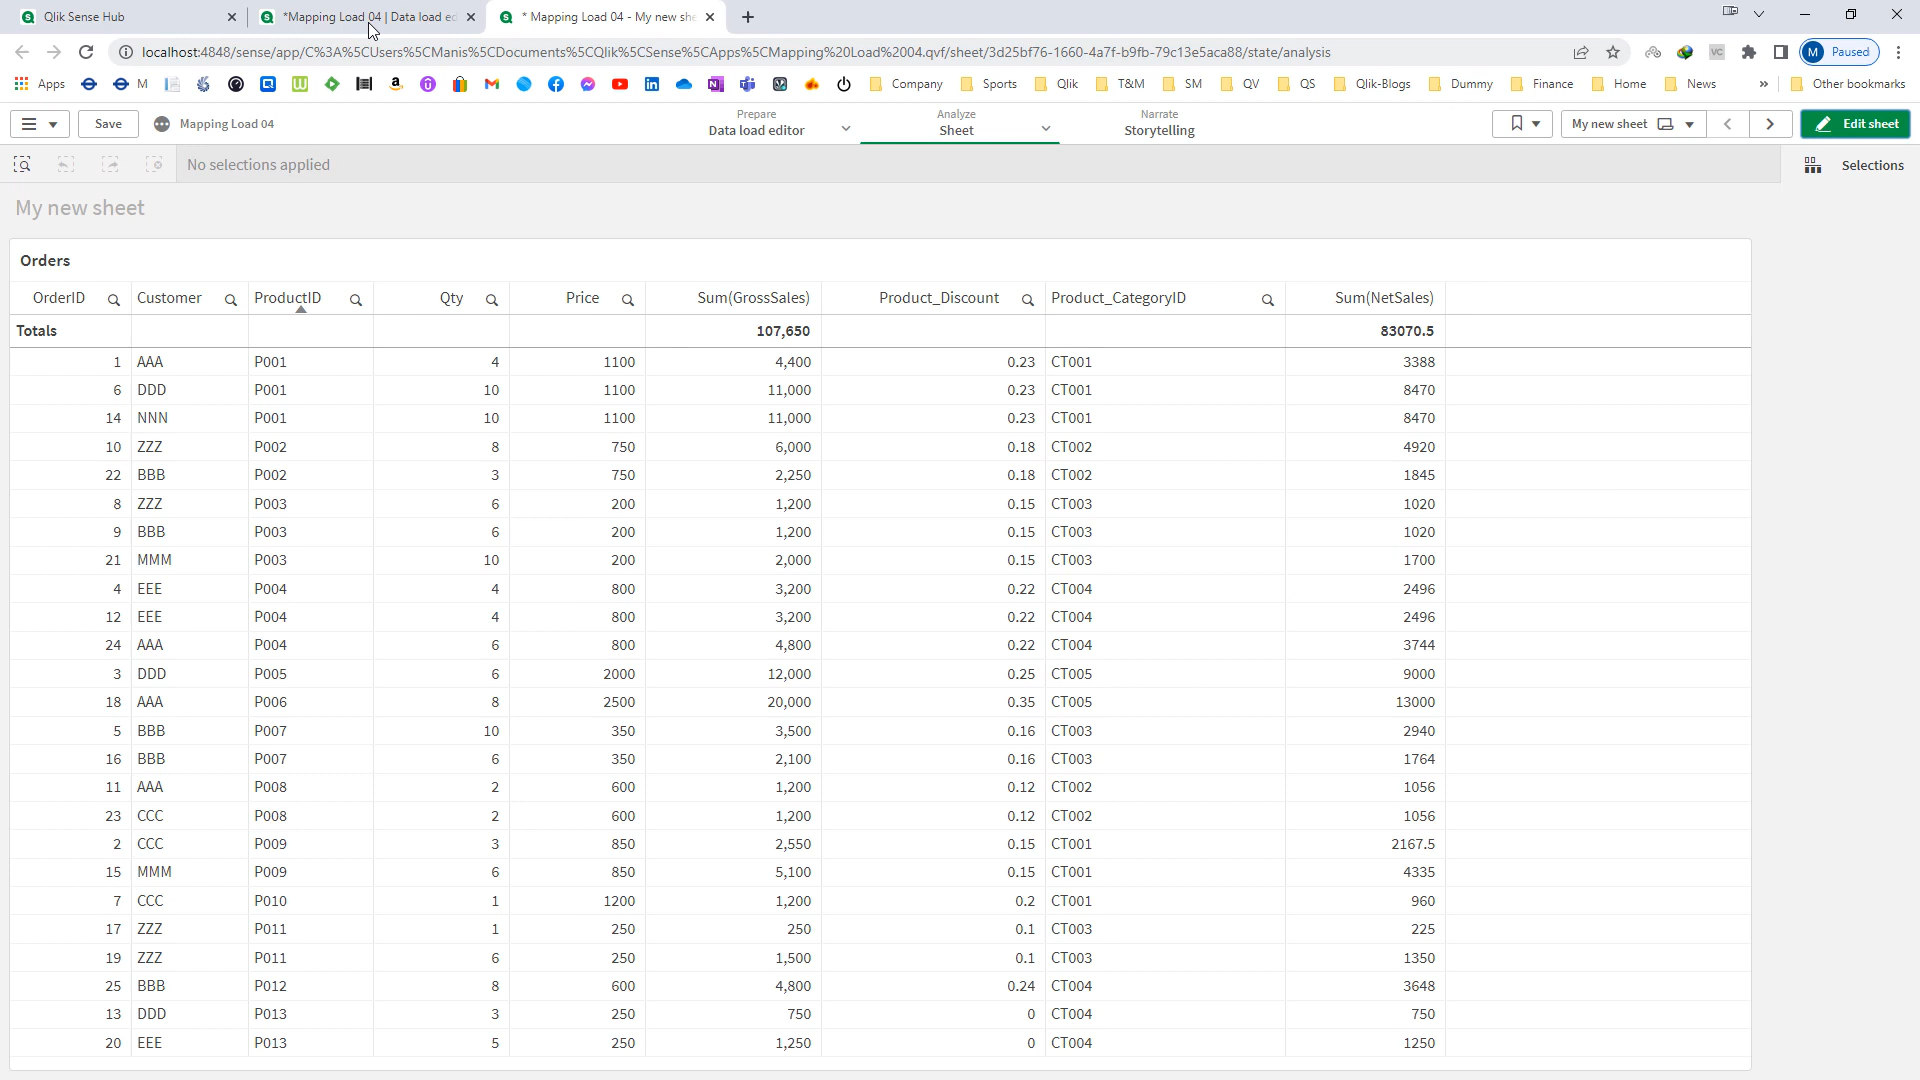 Qlik Sense Hub
*Mapping Load 04 | Data load ed
* Mapping Load 04 - My new she
localhost:4848/sense/app/C%3A%5CUsers%5CManis%5CDocuments%5CQlik%5CSense%5CApps%5CMapping%20Load%2004.qvf/sheet/3d25bf76-1660-4a7f-b9fb-79c13e5aca88/state/analysis
M Paused
Apps M Company Sports Qlik T&M SM QV QS Qlik-Blogs Dummy Finance Home News » Other bookmarks
Save Mapping Load 04
Prepare
Data load editor
Analyze
Sheet
Narrate
Storytelling
My new sheet
Edit sheet
No selections applied
Selections
My new sheet
Orders
OrderID Customer ProductID Qty Price Sum(GrossSales) Product_Discount Product_CategoryID Sum(NetSales)
Totals 107,650 83070.5
1 AAA P001 4 1100 4,400 0.23 CT001 3388
6 DDD P001 10 1100 11,000 0.23 CT001 8470
14 NNN P001 10 1100 11,000 0.23 CT001 8470
10 ZZZ P002 8 750 6,000 0.18 CT002 4920
22 BBB P002 3 750 2,250 0.18 CT002 1845
8 ZZZ P003 6 200 1,200 0.15 CT003 1020
9 BBB P003 6 200 1,200 0.15 CT003 1020
21 MMM P003 10 200 2,000 0.15 CT003 1700
4 EEE P004 4 800 3,200 0.22 CT004 2496
12 EEE P004 4 800 3,200 0.22 CT004 2496
24 AAA P004 6 800 4,800 0.22 CT004 3744
3 DDD P005 6 2000 12,000 0.25 CT005 9000
18 AAA P006 8 2500 20,000 0.35 CT005 13000
5 BBB P007 10 350 3,500 0.16 CT003 2940
16 BBB P007 6 350 2,100 0.16 CT003 1764
11 AAA P008 2 600 1,200 0.12 CT002 1056
23 CCC P008 2 600 1,200 0.12 CT002 1056
2 CCC P009 3 850 2,550 0.15 CT001 2167.5
15 MMM P009 6 850 5,100 0.15 CT001 4335
7 CCC P010 1 1200 1,200 0.2 CT001 960
17 ZZZ P011 1 250 250 0.1 CT003 225
19 ZZZ P011 6 250 1,500 0.1 CT003 1350
25 BBB P012 8 600 4,800 0.24 CT004 3648
13 DDD P013 3 250 750 0 CT004 750
20 EEE P013 5 250 1,250 0 CT004 1250